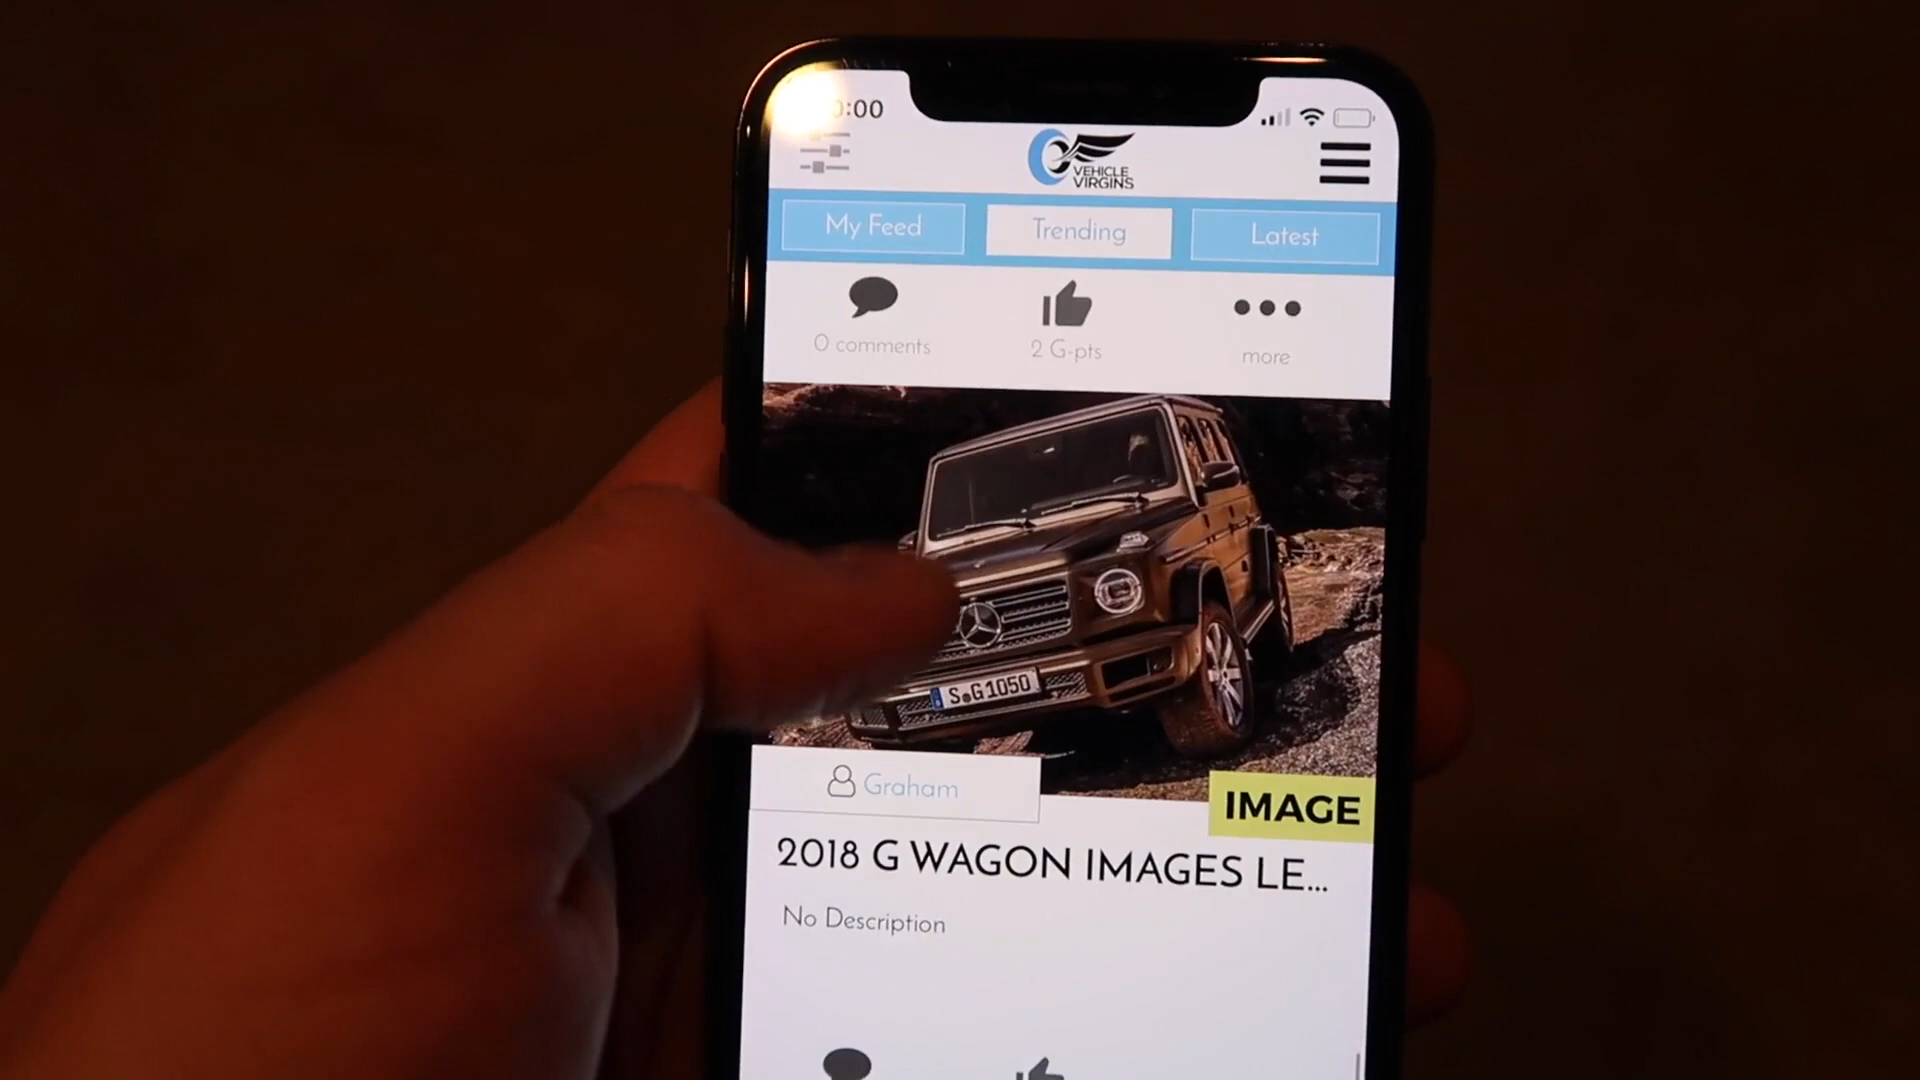 :00
VEHICLE
VIRGINS
My Feed
Trending
Latest
0 comments
2 G-pts
more
S G 1050
Graham
IMAGE
2018 G WAGON IMAGES LE...
No Description